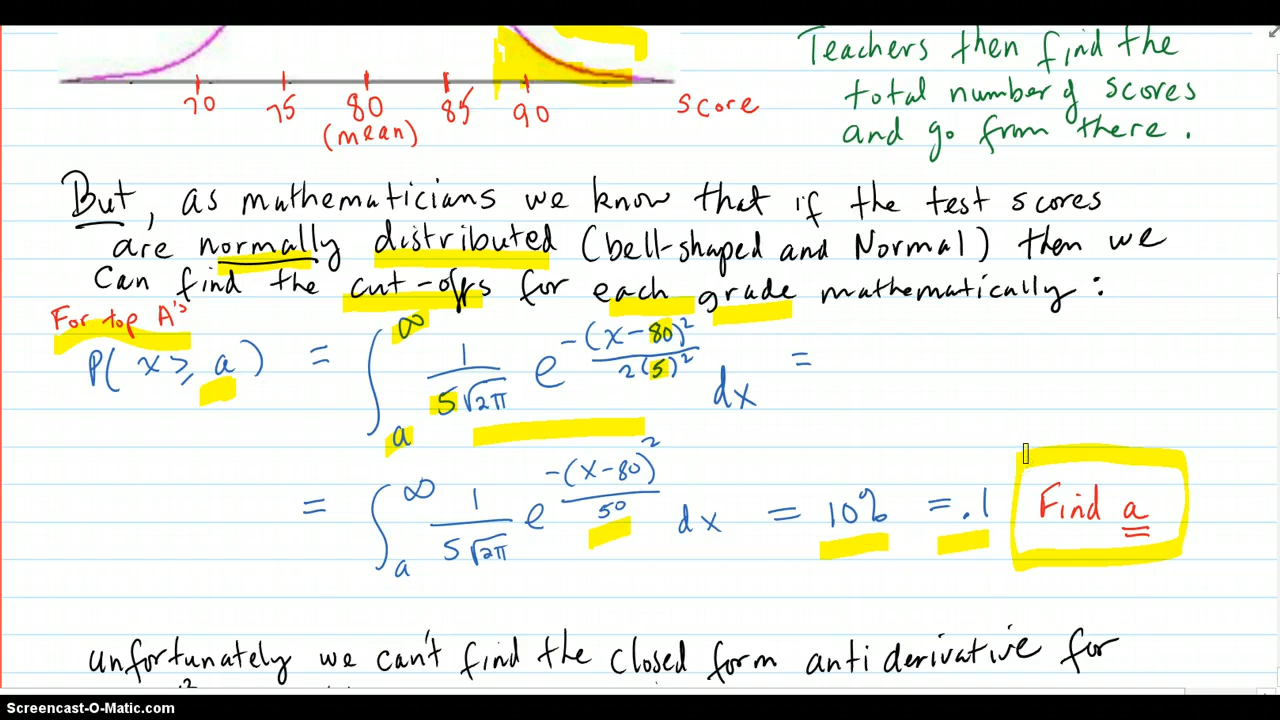 Teachers then find the
total number of scores
and go from there.
70 75 80 85 90 score
(mean)
But, as mathematicians we know that if the test scores
are normally distributed (bell-shaped and Normal) then we
can find the cut-offs for each grade mathematically:
For top A's
P( x ≥ a ) = ∫_a^∞ 1/(5√2π) e^(-(x-80)²/2(5)²) dx =
= ∫_a^∞ 1/(5√2π) e^(-(x-80)²/50) dx = 10% = .1 Find a
unfortunately we can't find the closed form antiderivative for
Screencast-O-Matic.com